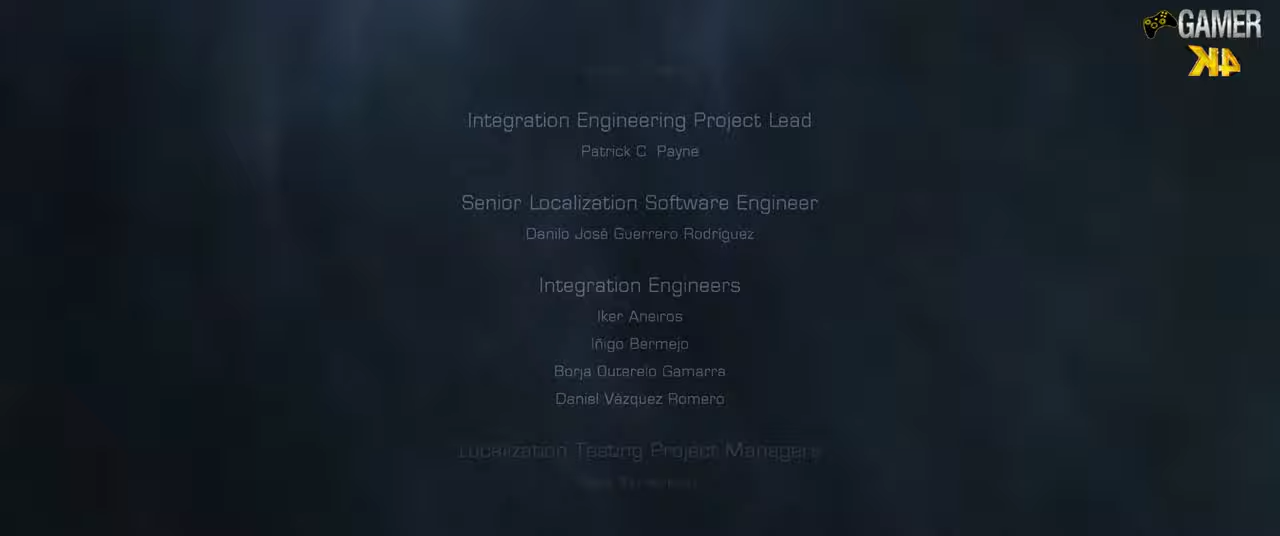 GAMER
4K
Integration Engineering Project Lead
Patrick C. Payne
Senior Localization Software Engineer
Danilo José Guerrero Rodríguez
Integration Engineers
Iker Aneiros
Iñigo Bermejo
Borja Outerelo Gamarra
Daniel Vázquez Romero
Localization Testing Project Managers